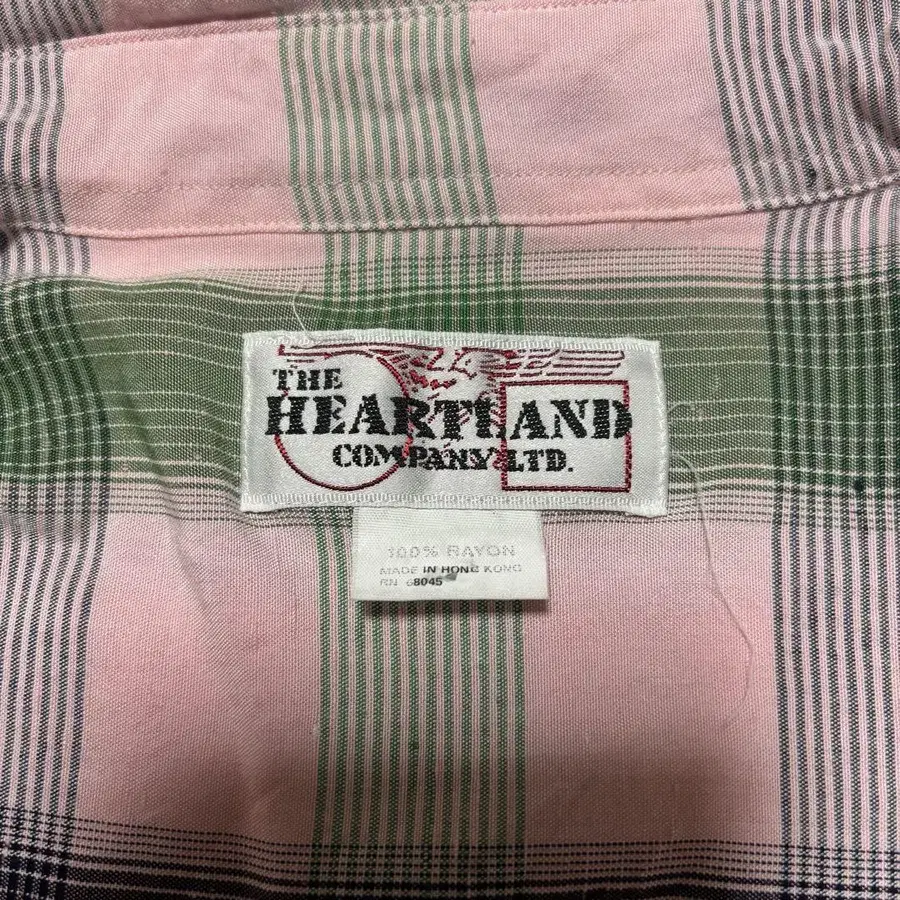 THE
HEARTLAND
COMPANY LTD.
100% RAYON
MADE IN HONG KONG
RN 68045